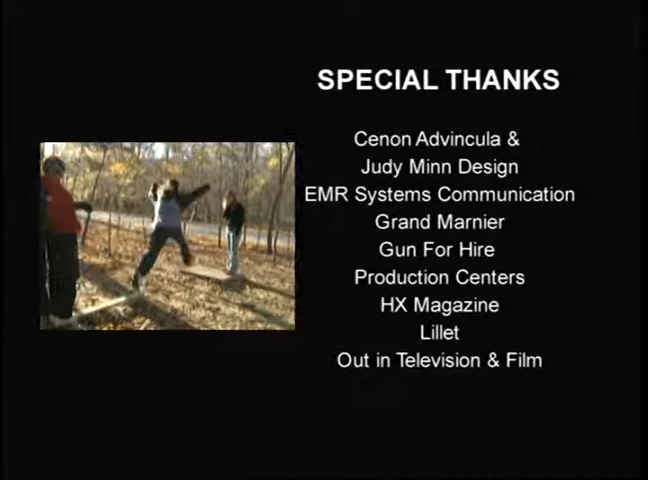 SPECIAL THANKS
Cenon Advincula &
Judy Minn Design
EMR Systems Communication
Grand Marnier
Gun For Hire
Production Centers
HX Magazine
Lillet
Out in Television & Film